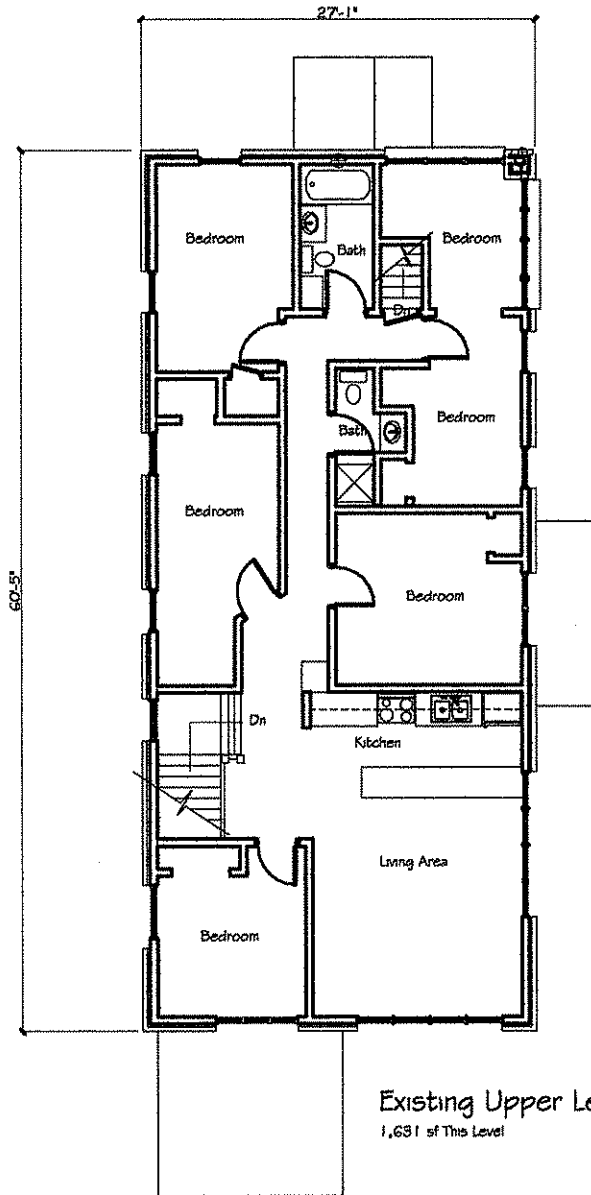 27'-1"
Bedroom
Bath
Bedroom
Dn
60'-5"
Bath
Bedroom
Bedroom
Bedroom
Dn
Kitchen
Living Area
Bedroom
Existing Upper Le
1,631 sf This Level